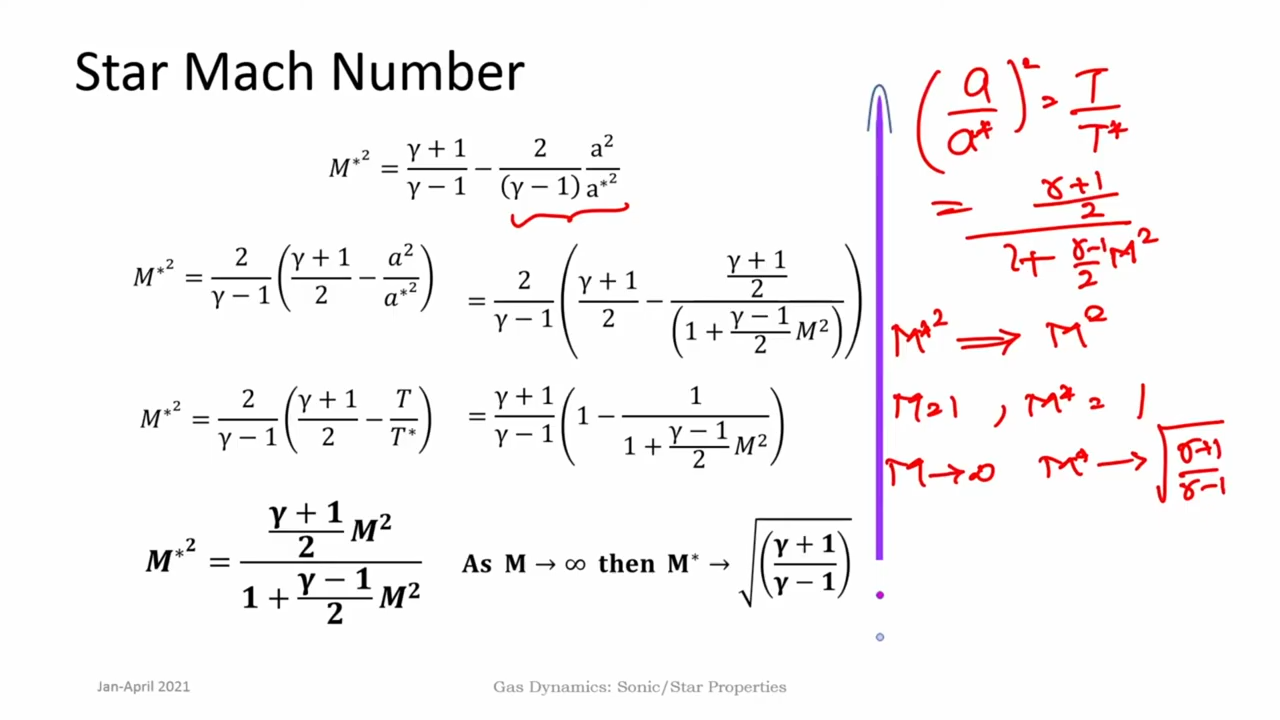 Star Mach Number
M*² = (γ + 1)/(γ − 1) − 2/(γ − 1) a²/a*²
M*² = 2/(γ − 1) ((γ + 1)/2 − a²/a*²) = 2/(γ − 1) ((γ + 1)/2 − ((γ + 1)/2)/(1 + (γ − 1)/2 M²))
M*² = 2/(γ − 1) ((γ + 1)/2 − T/T*) = (γ + 1)/(γ − 1) (1 − 1/(1 + (γ − 1)/2 M²))
M*² = ((γ + 1)/2 M²)/(1 + (γ − 1)/2 M²) As M → ∞ then M* → √((γ + 1)/(γ − 1))
(a/a*)² = T/T*
= ((γ+1)/2)/(1+ (γ−1)/2 M²)
M*² ⟹ M²
M=1 , M* = 1
M→∞ M* → √((γ+1)/(γ−1))
Jan-April 2021
Gas Dynamics: Sonic/Star Properties